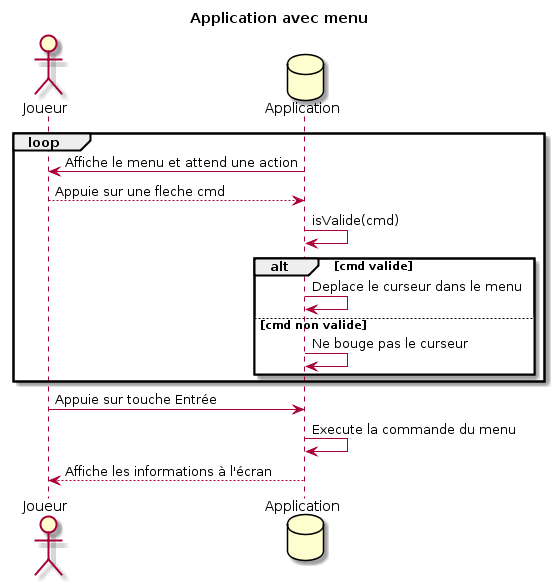 Application avec menu
Joueur
Application
loop
Affiche le menu et attend une action
Appuie sur une fleche cmd
isValide(cmd)
alt [cmd valide]
Deplace le curseur dans le menu
[cmd non valide]
Ne bouge pas le curseur
Appuie sur touche Entrée
Execute la commande du menu
Affiche les informations à l'écran
Joueur
Application